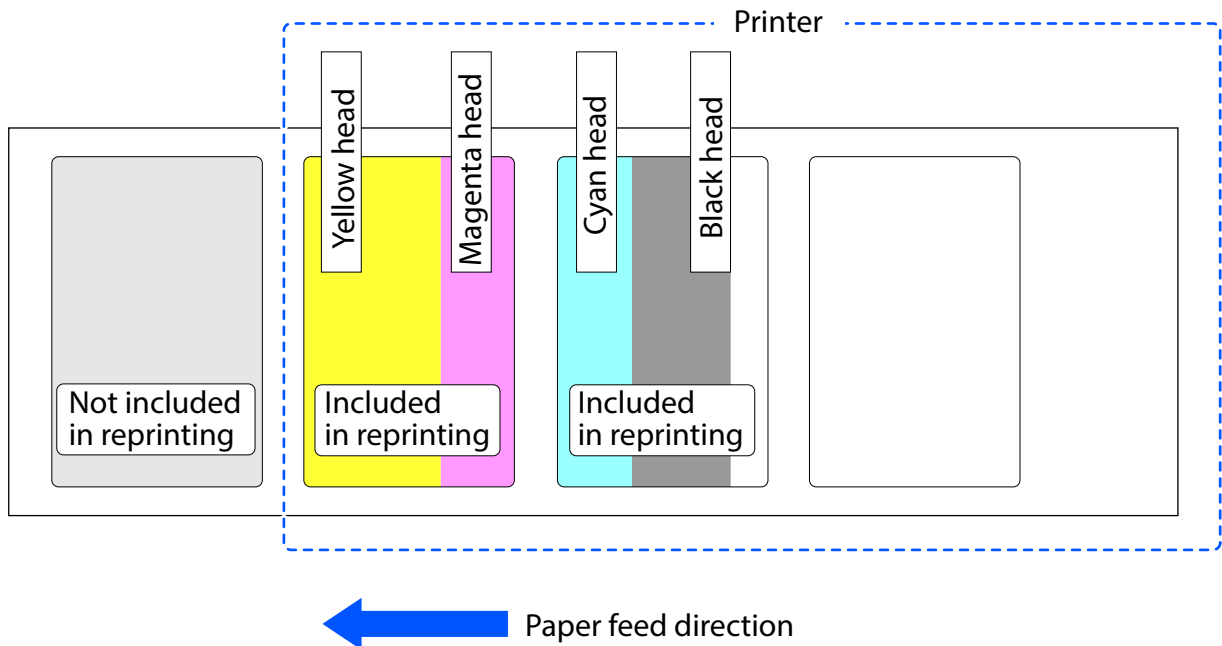 Printer
Yellow head
Magenta head
Cyan head
Black head
Not included
in reprinting
Included
in reprinting
Included
in reprinting
Paper feed direction